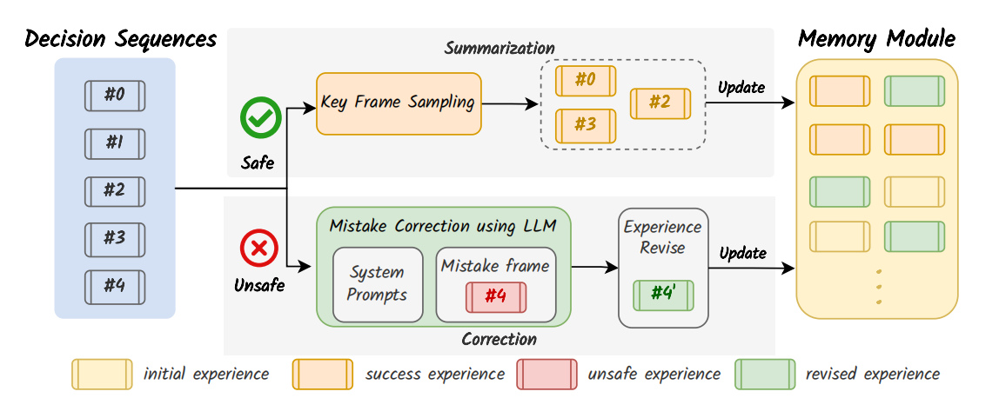 Decision Sequences
#0
#1
#2
#3
#4
Safe
Unsafe
Summarization
Key Frame Sampling
#0
#2
#3
Update
Mistake Correction using LLM
System
Prompts
Mistake frame
#4
Experience
Revise
#4'
Update
Correction
Memory Module
initial experience
success experience
unsafe experience
revised experience